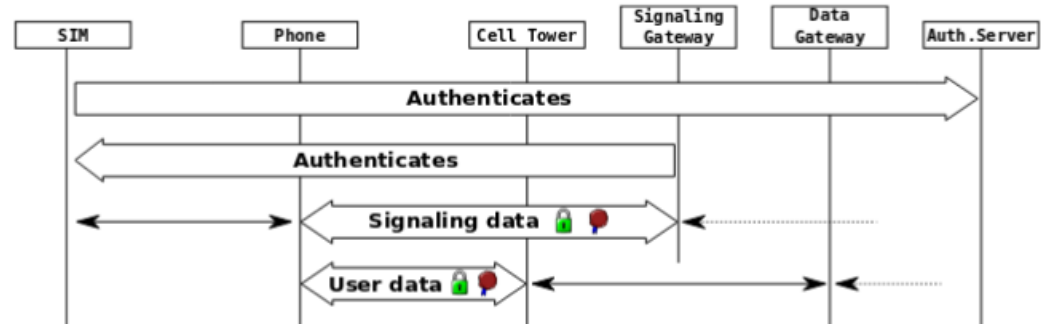 SIM
Phone
Cell Tower
Signaling
Gateway
Data
Gateway
Auth.Server
Authenticates
Authenticates
Signaling data
User data